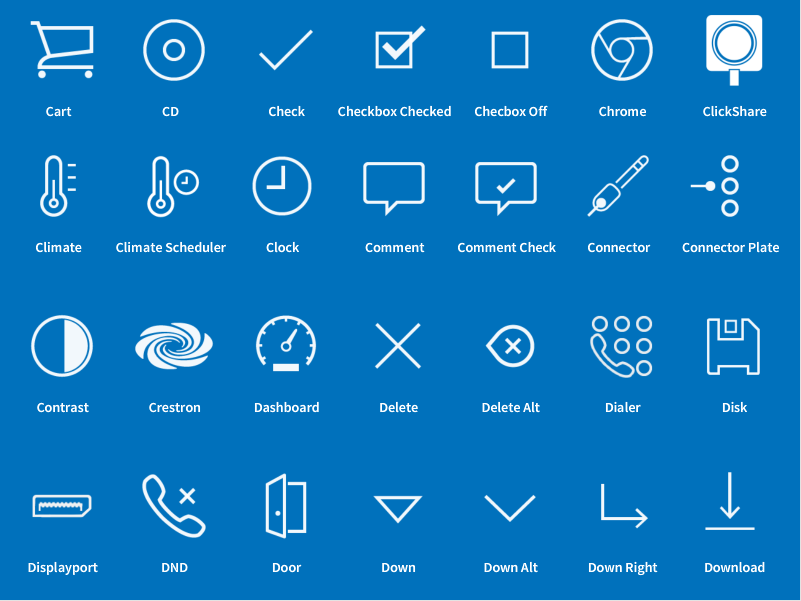 Cart
CD
Check
Checkbox Checked
Checbox Off
Chrome
ClickShare
Climate
Climate Scheduler
Clock
Comment
Comment Check
Connector
Connector Plate
Contrast
Crestron
Dashboard
Delete
Delete Alt
Dialer
Disk
Displayport
DND
Door
Down
Down Alt
Down Right
Download